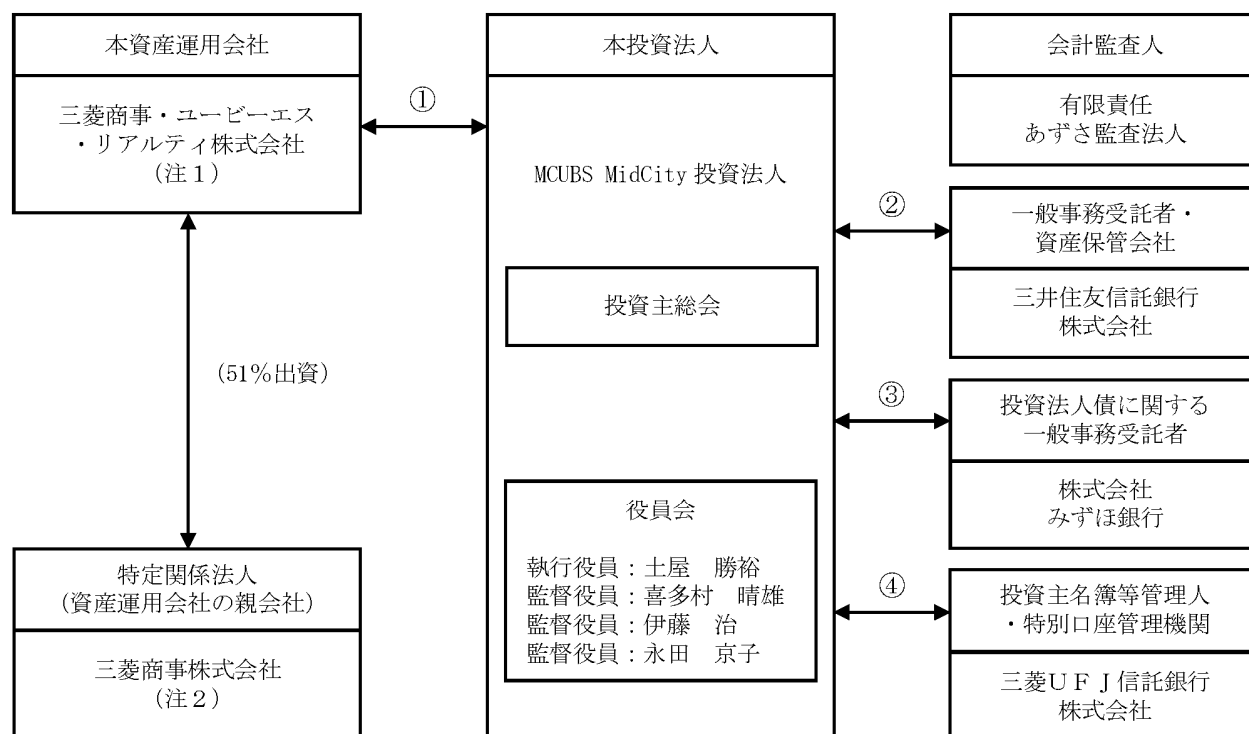 本資産運用会社
三菱商事・ユービーエス
・リアルティ株式会社
(注１)
①
(51％出資)
特定関係法人
(資産運用会社の親会社)
三菱商事株式会社
(注２)
本投資法人
MCUBS MidCity 投資法人
投資主総会
役員会
執行役員：土屋　勝裕
監督役員：喜多村　晴雄
監督役員：伊藤　治
監督役員：永田　京子
会計監査人
有限責任
あずさ監査法人
②
一般事務受託者・
資産保管会社
三井住友信託銀行
株式会社
③
投資法人債に関する
一般事務受託者
株式会社
みずほ銀行
④
投資主名簿等管理人
・特別口座管理機関
三菱ＵＦＪ信託銀行
株式会社